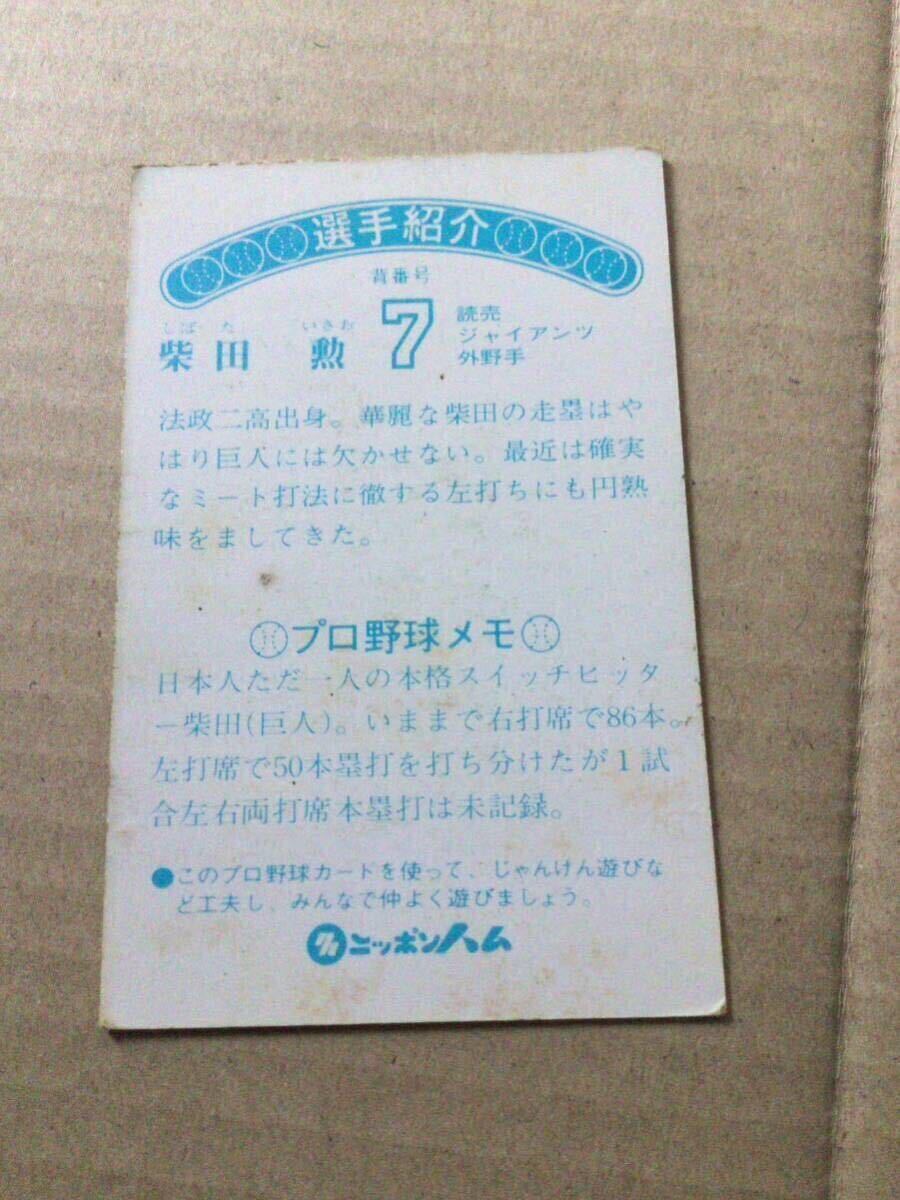 選手紹介
背番号
しばた いさお
柴田 勲
7
読売
ジャイアンツ
外野手
法政二高出身。華麗な柴田の走塁はや
はり巨人には欠かせない。最近は確実
なミート打法に徹する左打ちにも円熟
味をましてきた。
プロ野球メモ
日本人ただ一人の本格スイッチヒッタ
ー柴田(巨人)。いままで右打席で86本。
左打席で50本塁打を打ち分けたが1試
合左右両打席本塁打は未記録。
●このプロ野球カードを使って、じゃんけん遊びな
ど工夫し、みんなで仲よく遊びましょう。
ニッポンハム